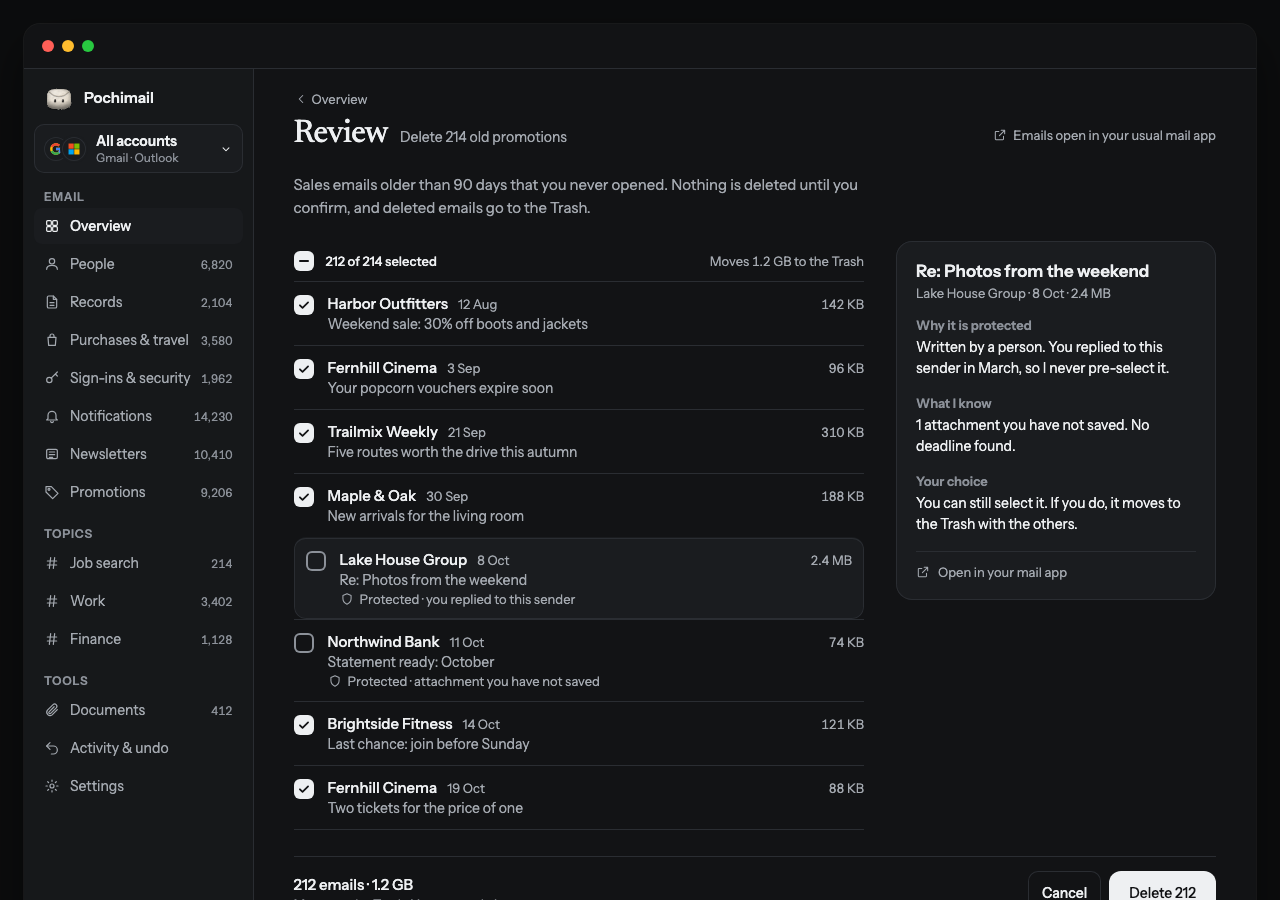 Pochimail
All accounts
Gmail · Outlook
EMAIL
Overview
People 6,820
Records 2,104
Purchases & travel 3,580
Sign-ins & security 1,962
Notifications 14,230
Newsletters 10,410
Promotions 9,206
TOPICS
# Job search 214
# Work 3,402
# Finance 1,128
TOOLS
Documents 412
Activity & undo
Settings
Overview
Review Delete 214 old promotions
Emails open in your usual mail app
Sales emails older than 90 days that you never opened. Nothing is deleted until you
confirm, and deleted emails go to the Trash.
212 of 214 selected Moves 1.2 GB to the Trash
Harbor Outfitters 12 Aug 142 KB
Weekend sale: 30% off boots and jackets
Fernhill Cinema 3 Sep 96 KB
Your popcorn vouchers expire soon
Trailmix Weekly 21 Sep 310 KB
Five routes worth the drive this autumn
Maple & Oak 30 Sep 188 KB
New arrivals for the living room
Lake House Group 8 Oct 2.4 MB
Re: Photos from the weekend
Protected · you replied to this sender
Northwind Bank 11 Oct 74 KB
Statement ready: October
Protected · attachment you have not saved
Brightside Fitness 14 Oct 121 KB
Last chance: join before Sunday
Fernhill Cinema 19 Oct 88 KB
Two tickets for the price of one
Re: Photos from the weekend
Lake House Group · 8 Oct · 2.4 MB
Why it is protected
Written by a person. You replied to this
sender in March, so I never pre-select it.
What I know
1 attachment you have not saved. No
deadline found.
Your choice
You can still select it. If you do, it moves to
the Trash with the others.
Open in your mail app
212 emails · 1.2 GB
Cancel
Delete 212